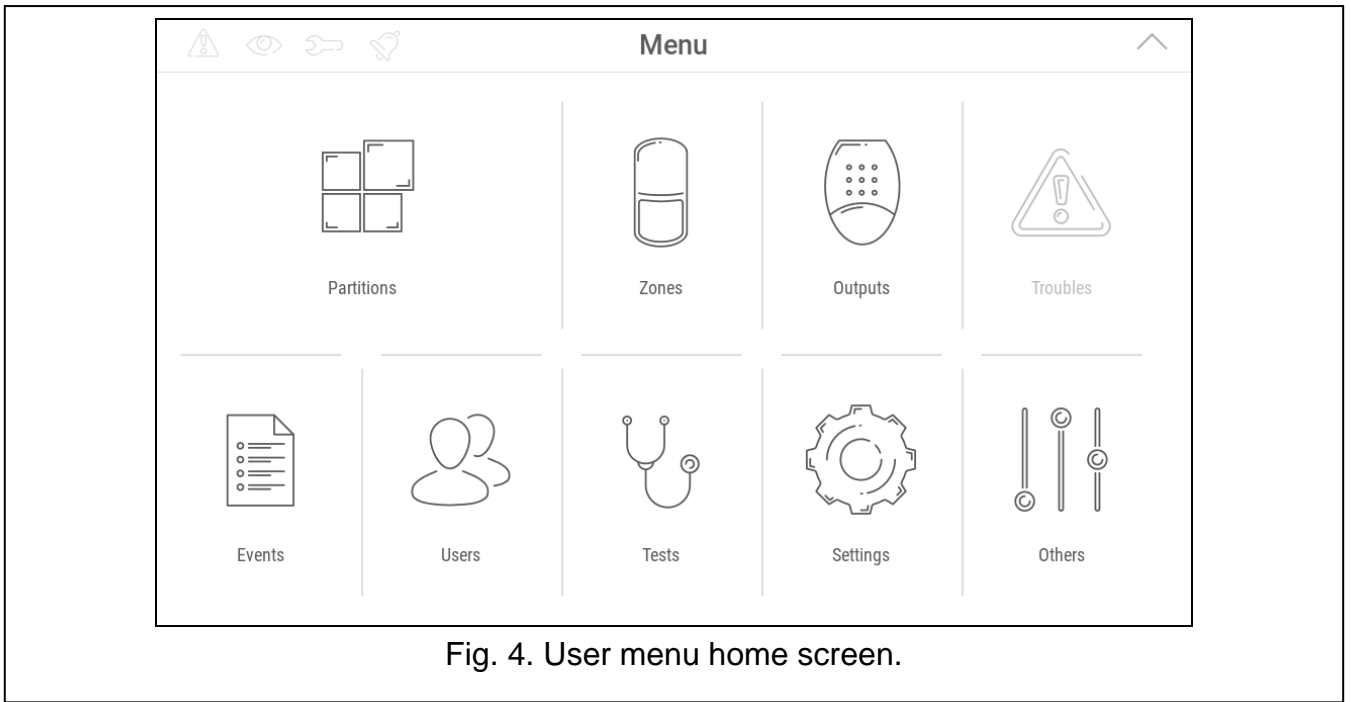 Menu
Partitions
Zones
Outputs
Troubles
Events
Users
Tests
Settings
Others
Fig. 4. User menu home screen.